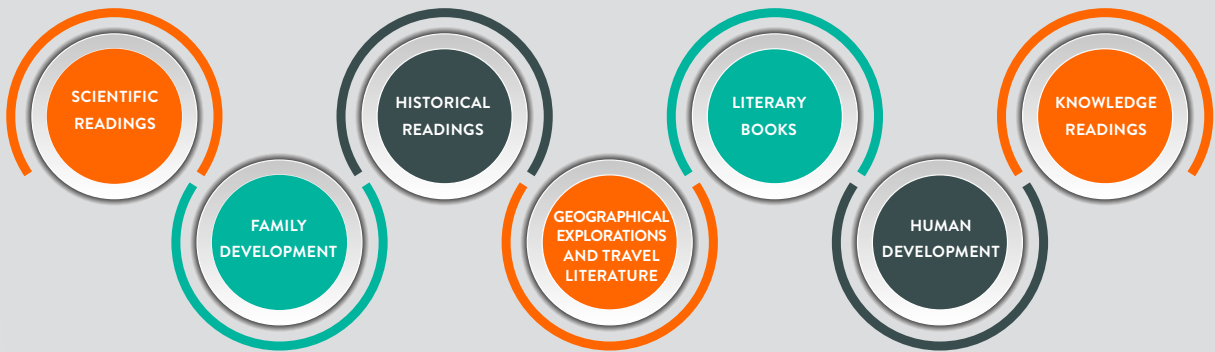 SCIENTIFIC
READINGS
FAMILY
DEVELOPMENT
HISTORICAL
READINGS
GEOGRAPHICAL
EXPLORATIONS
AND TRAVEL
LITERATURE
LITERARY
BOOKS
HUMAN
DEVELOPMENT
KNOWLEDGE
READINGS